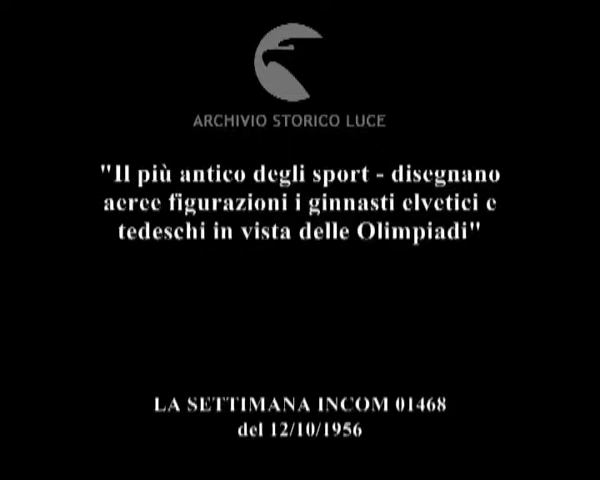 ARCHIVIO STORICO LUCE
"Il più antico degli sport - disegnano
aeree figurazioni i ginnasti elvetici e
tedeschi in vista delle Olimpiadi"
LA SETTIMANA INCOM 01468
del 12/10/1956